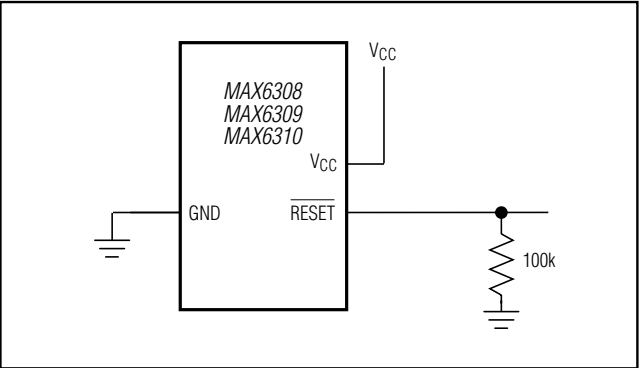 VCC
MAX6308
MAX6309
MAX6310
VCC
GND
RESET
100k